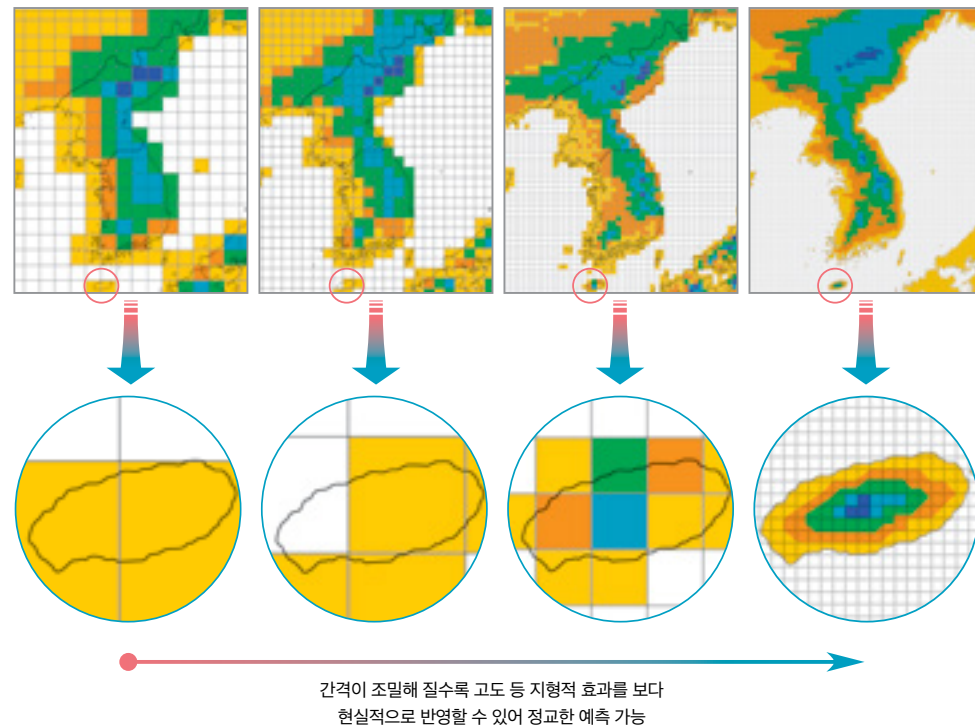 간격이 조밀해 질수록 고도 등 지형적 효과를 보다
현실적으로 반영할 수 있어 정교한 예측 가능